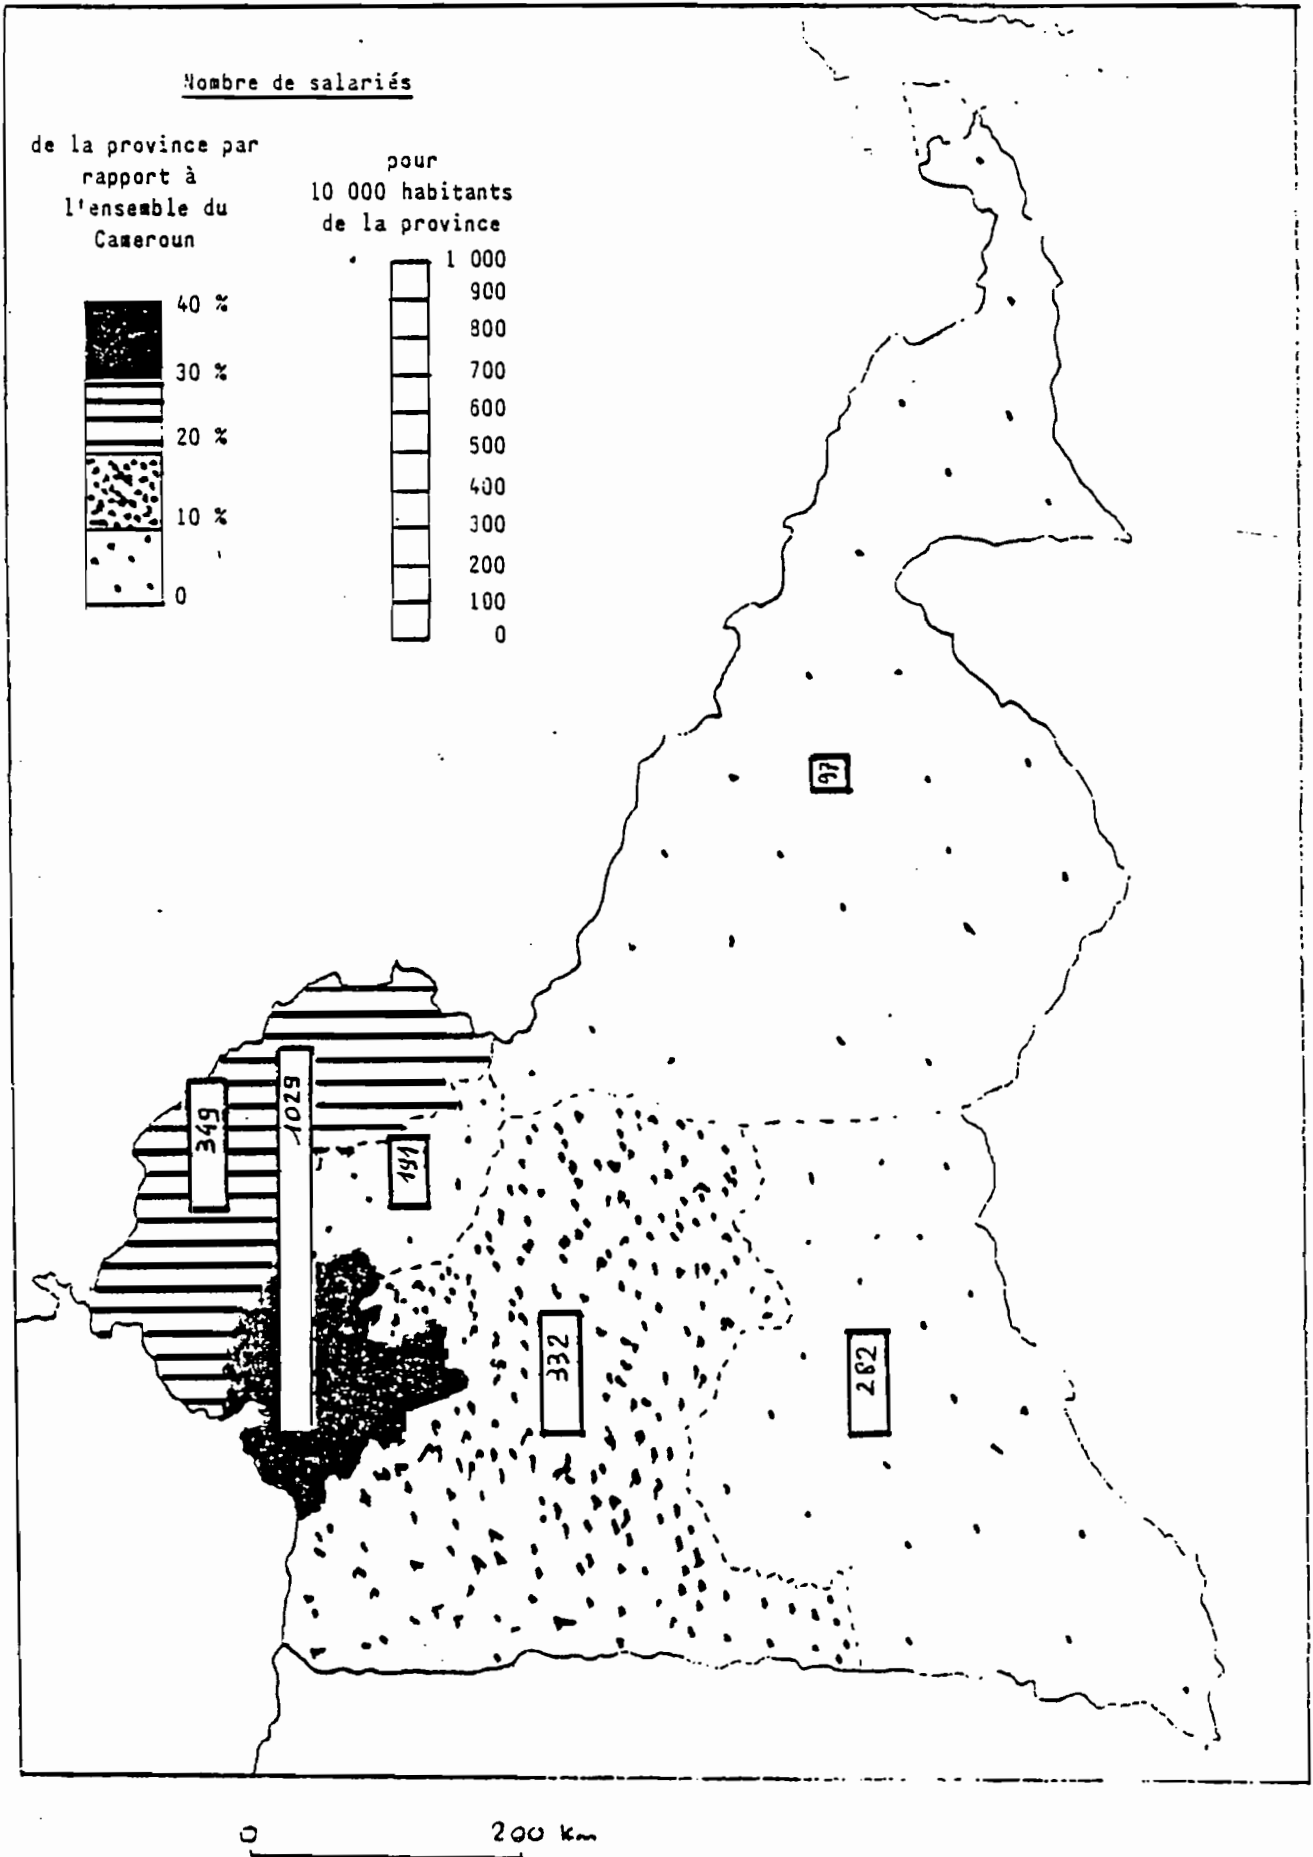 Nombre de salariés
de la province par
rapport à
l'ensemble du
Cameroun
pour
10 000 habitants
de la province
40 %
30 %
20 %
10 %
0
1 000
900
800
700
600
500
400
300
200
100
0
97
349
1029
191
332
282
0 200 km